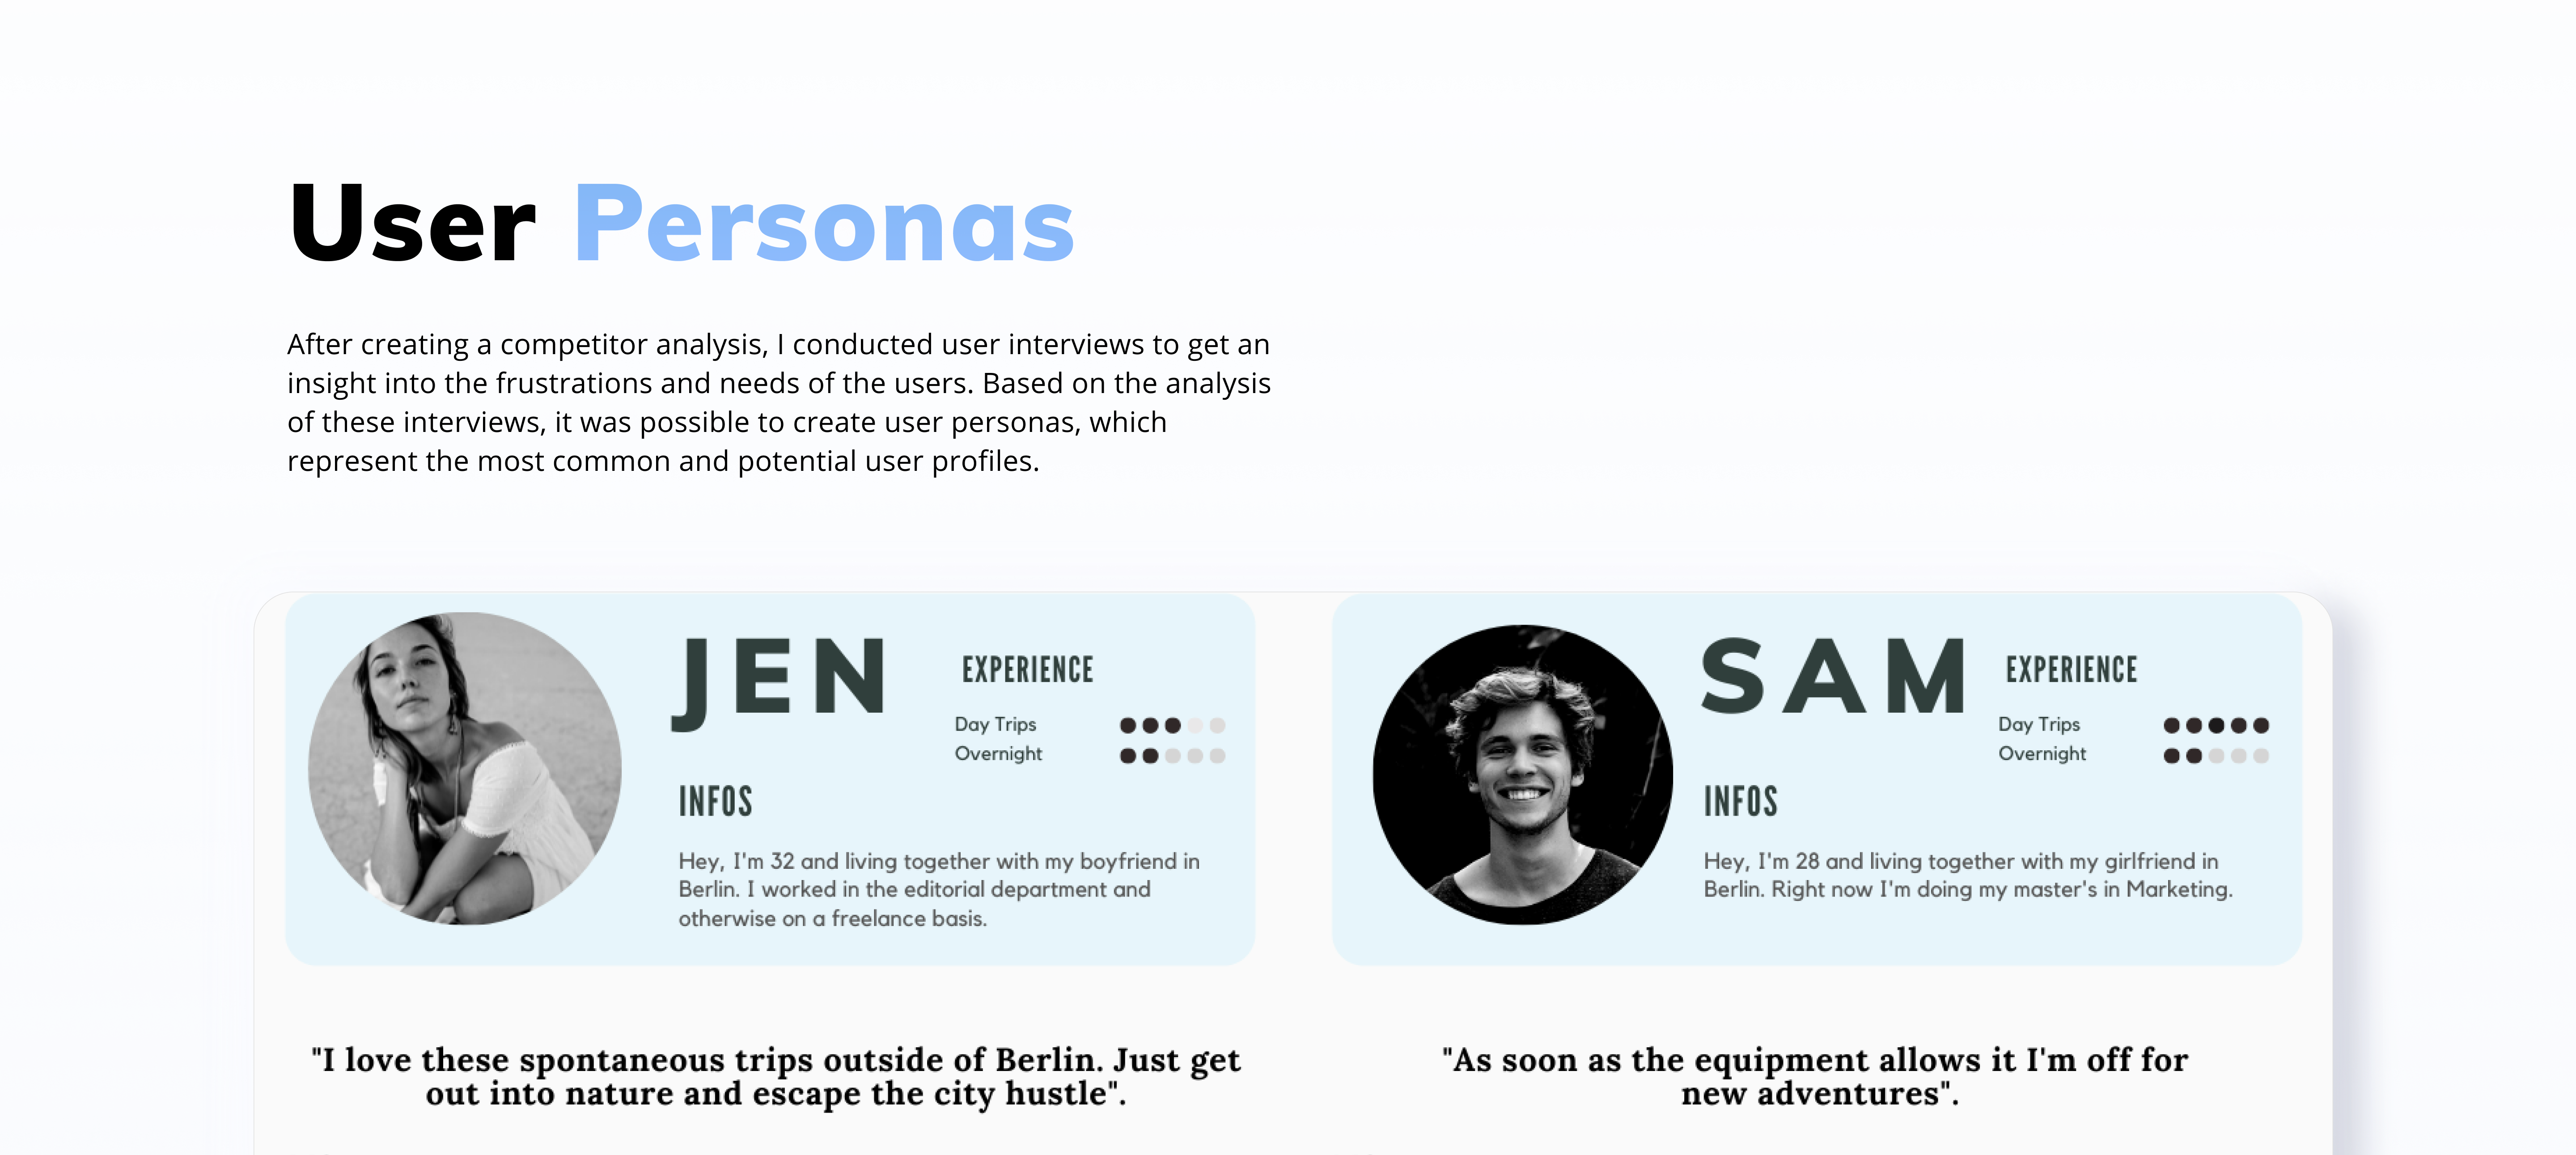 User Personas
After creating a competitor analysis, I conducted user interviews to get an
insight into the frustrations and needs of the users. Based on the analysis
of these interviews, it was possible to create user personas, which
represent the most common and potential user profiles.
JEN
EXPERIENCE
Day Trips
Overnight
INFOS
Hey, I'm 32 and living together with my boyfriend in
Berlin. I worked in the editorial department and
otherwise on a freelance basis.
"I love these spontaneous trips outside of Berlin. Just get
out into nature and escape the city hustle".
SAM
EXPERIENCE
Day Trips
Overnight
INFOS
Hey, I'm 28 and living together with my girlfriend in
Berlin. Right now I'm doing my master's in Marketing.
"As soon as the equipment allows it I'm off for
new adventures".